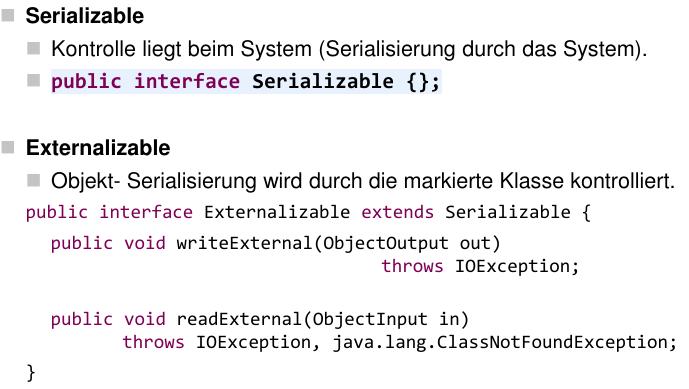 Serializable
Kontrolle liegt beim System (Serialisierung durch das System).
public interface Serializable {};
Externalizable
Objekt- Serialisierung wird durch die markierte Klasse kontrolliert.
public interface Externalizable extends Serializable {
public void writeExternal(ObjectOutput out)
throws IOException;
public void readExternal(ObjectInput in)
throws IOException, java.lang.ClassNotFoundException;
}